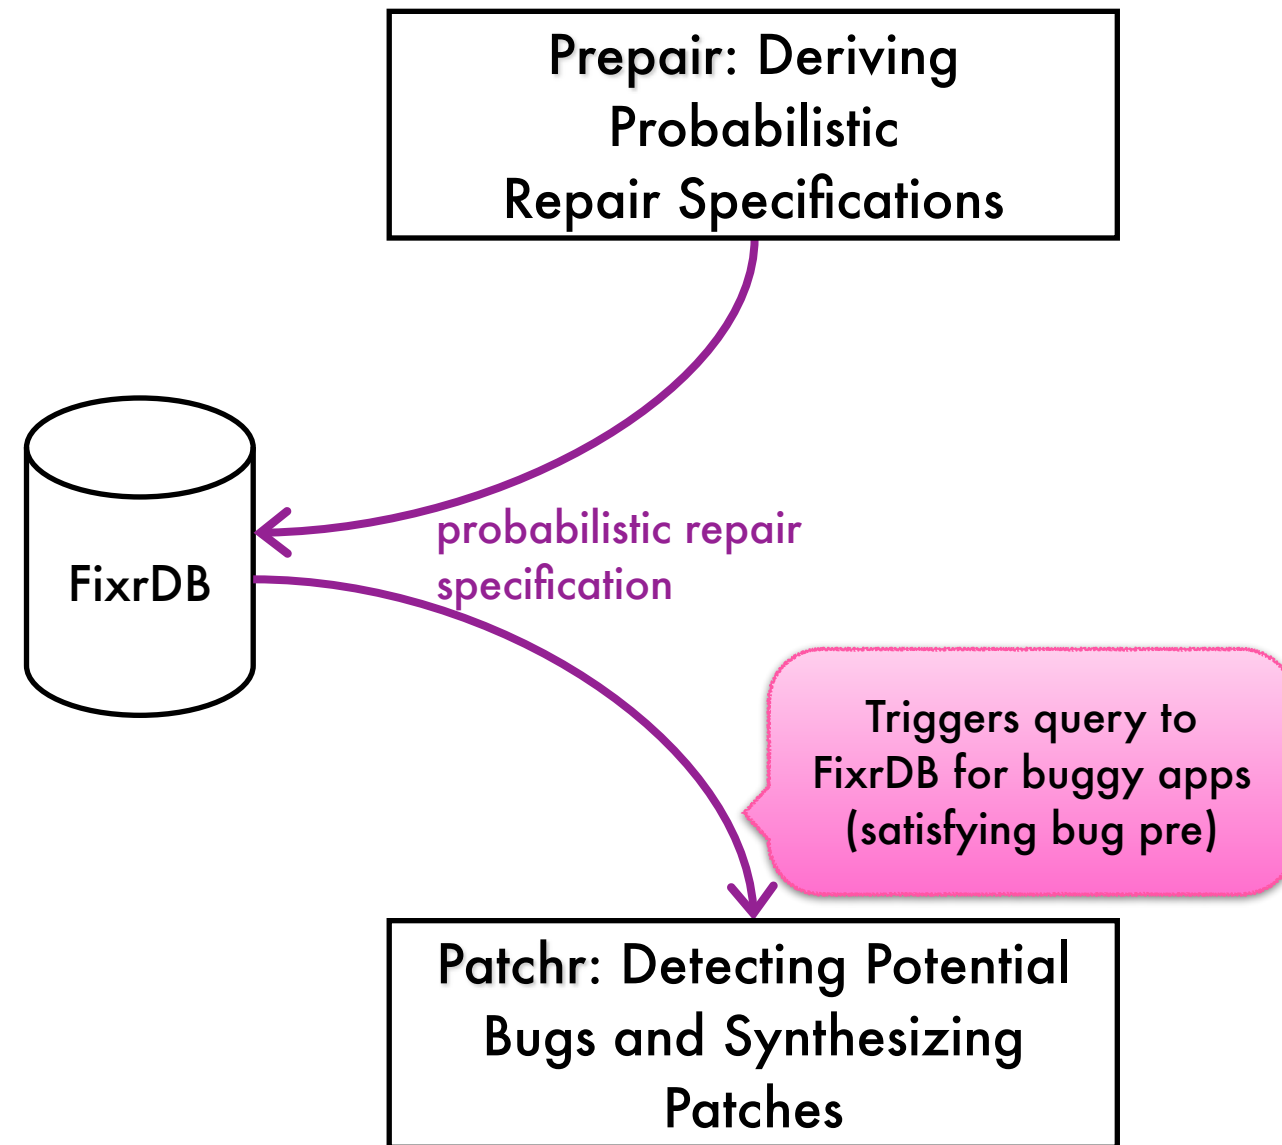 Prepair: Deriving
Probabilistic
Repair Specifications
probabilistic repair
specification
FixrDB
Triggers query to
FixrDB for buggy apps
(satisfying bug pre)
Patchr: Detecting Potential
Bugs and Synthesizing
Patches